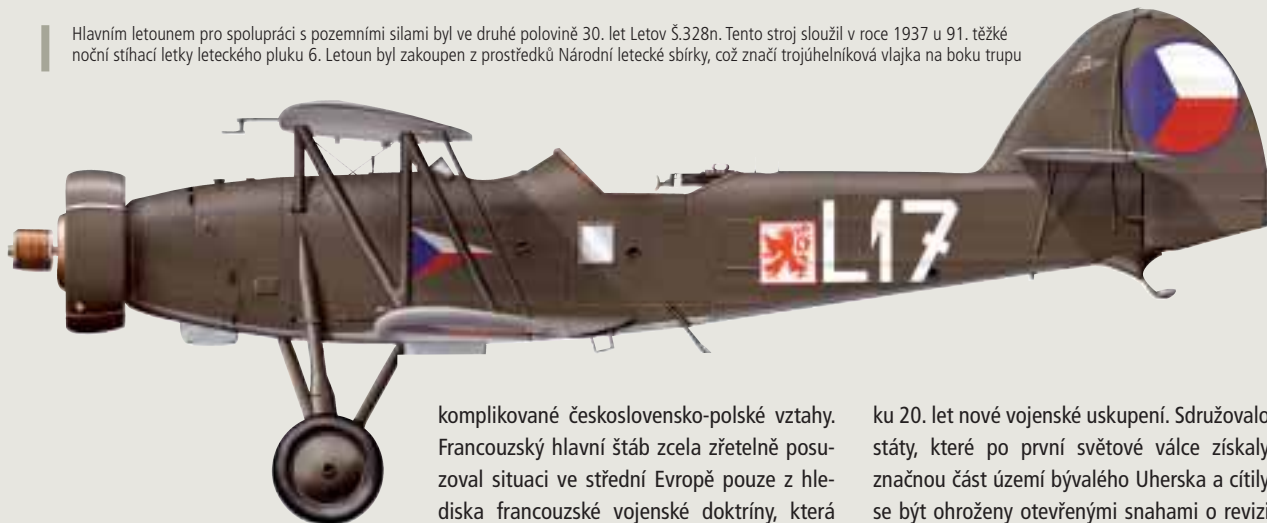 Hlavním letounem pro spolupráci s pozemními silami byl ve druhé polovině 30. let Letov Š.328n. Tento stroj sloužil v roce 1937 u 91. těžké
noční stíhací letky leteckého pluku 6. Letoun byl zakoupen z prostředků Národní letecké sbírky, což značí trojúhelníková vlajka na boku trupu
L17
komplikované československo-polské vztahy.
Francouzský hlavní štáb zcela zřetelně posu-
zoval situaci ve střední Evropě pouze z hle-
diska francouzské vojenské doktríny, která
ku 20. let nové vojenské uskupení. Sdružovalo
státy, které po první světové válce získaly
značnou část území bývalého Uherska a cítily
se být ohroženy otevřenými snahami o revizi